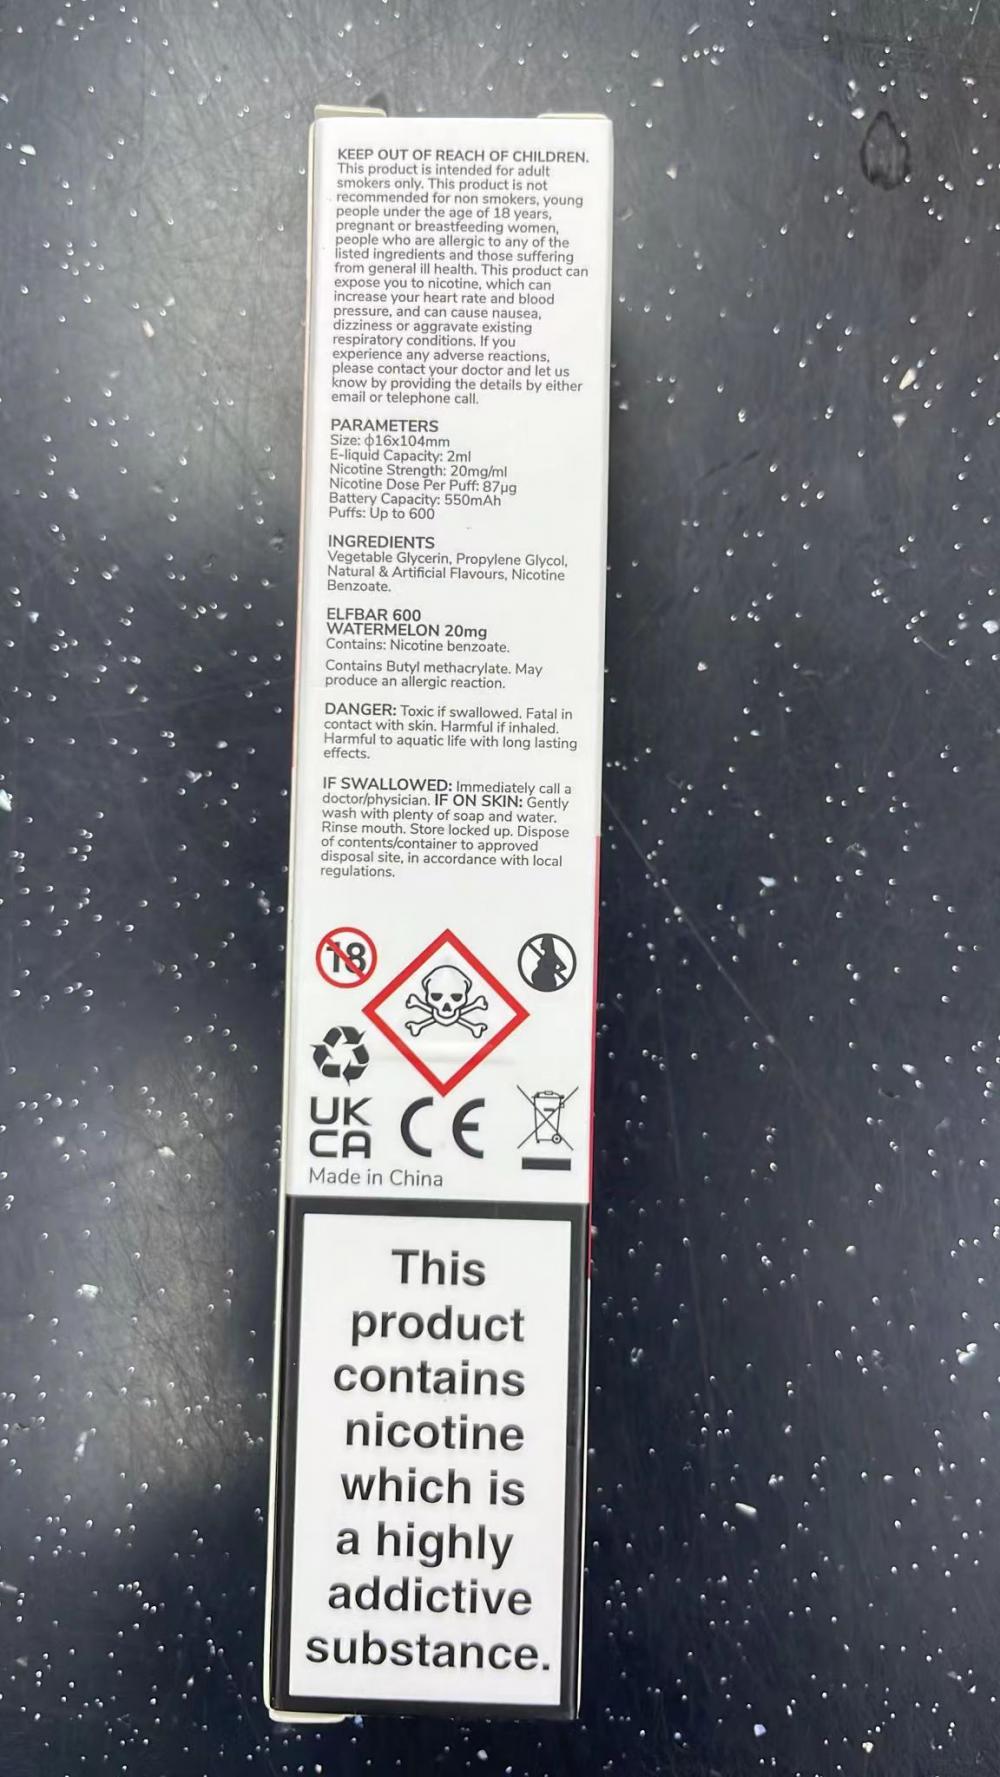 KEEP OUT OF REACH OF CHILDREN.
This product is intended for adult
smokers only. This product is not
recommended for non smokers, young
people under the age of 18 years,
pregnant or breastfeeding women,
people who are allergic to any of the
listed ingredients and those suffering
from general ill health. This product can
expose you to nicotine, which can
increase your heart rate and blood
pressure, and can cause nausea,
dizziness or aggravate existing
respiratory conditions. If you
experience any adverse reactions,
please contact your doctor and let us
know by providing the details by either
email or telephone call.
PARAMETERS
Size: ϕ16x104mm
E-liquid Capacity: 2ml
Nicotine Strength: 20mg/ml
Nicotine Dose Per Puff: 87µg
Battery Capacity: 550mAh
Puffs: Up to 600
INGREDIENTS
Vegetable Glycerin, Propylene Glycol,
Natural & Artificial Flavours, Nicotine
Benzoate.
ELFBAR 600
WATERMELON 20mg
Contains: Nicotine benzoate.
Contains Butyl methacrylate. May
produce an allergic reaction.
DANGER: Toxic if swallowed. Fatal in
contact with skin. Harmful if inhaled.
Harmful to aquatic life with long lasting
effects.
IF SWALLOWED: Immediately call a
doctor/physician. IF ON SKIN: Gently
wash with plenty of soap and water.
Rinse mouth. Store locked up. Dispose
of contents/container to approved
disposal site, in accordance with local
regulations.
18
UK
CA
CE
Made in China
This
product
contains
nicotine
which is
a highly
addictive
substance.